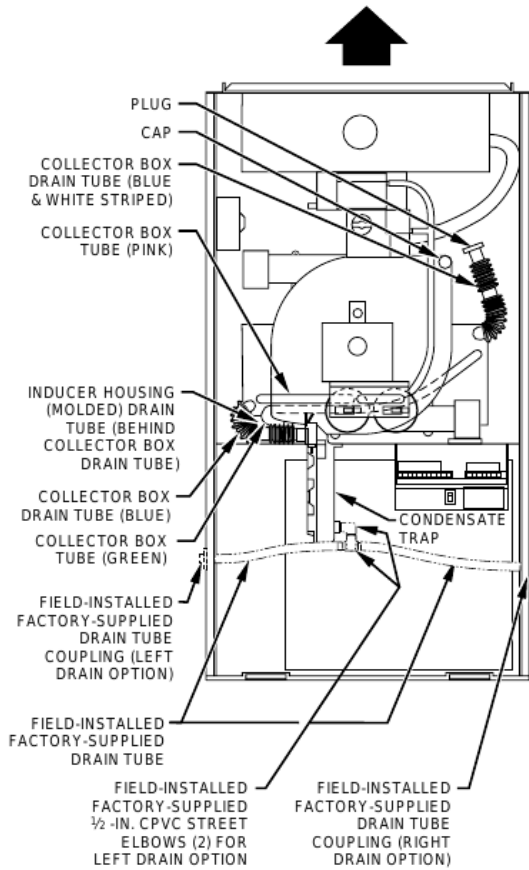 PLUG
CAP
COLLECTOR BOX
DRAIN TUBE (BLUE
& WHITE STRIPED)
COLLECTOR BOX
TUBE (PINK)
INDUCER HOUSING
(MOLDED) DRAIN
TUBE (BEHIND
COLLECTOR BOX
DRAIN TUBE)
COLLECTOR BOX
DRAIN TUBE (BLUE)
COLLECTOR BOX
TUBE (GREEN)
CONDENSATE
TRAP
FIELD-INSTALLED
FACTORY-SUPPLIED
DRAIN TUBE
COUPLING (LEFT
DRAIN OPTION)
FIELD-INSTALLED
FACTORY-SUPPLIED
DRAIN TUBE
FIELD-INSTALLED
FACTORY-SUPPLIED
½ -IN. CPVC STREET
ELBOWS (2) FOR
LEFT DRAIN OPTION
FIELD-INSTALLED
FACTORY-SUPPLIED
DRAIN TUBE
COUPLING (RIGHT
DRAIN OPTION)